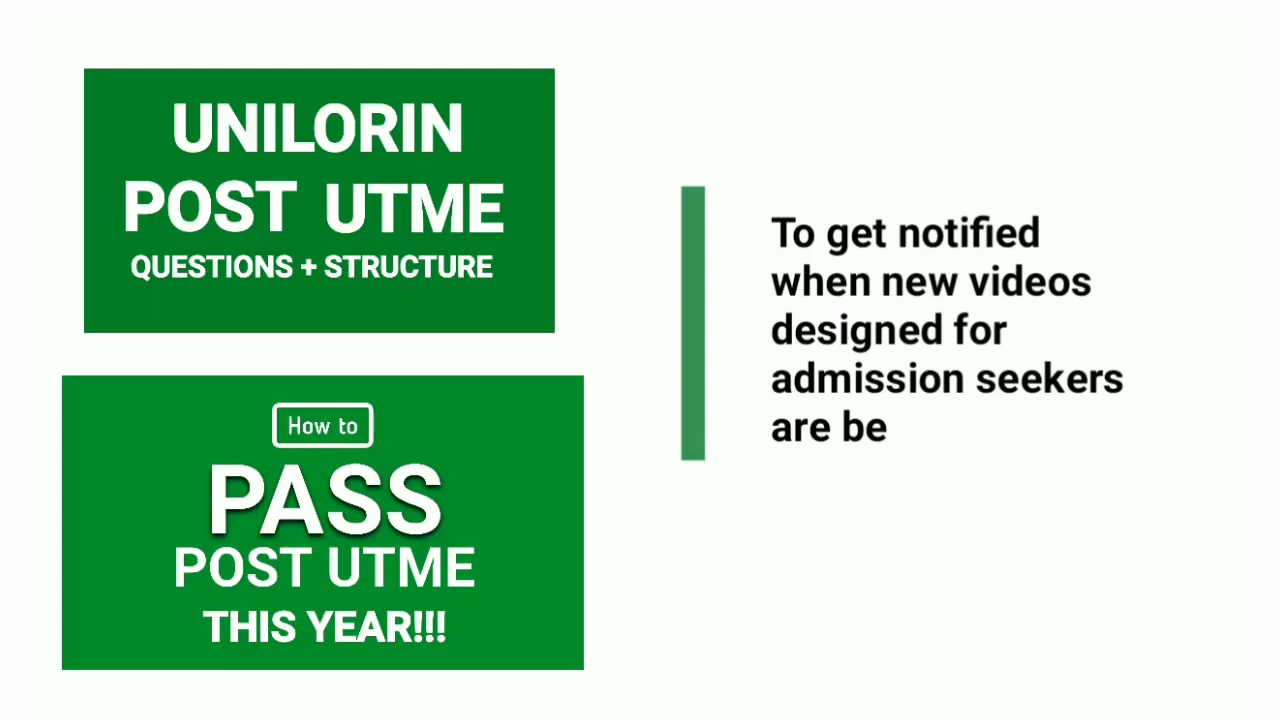 UNILORIN
POST UTME
QUESTIONS + STRUCTURE
How to
PASS
POST UTME
THIS YEAR!!!
To get notified
when new videos
designed for
admission seekers
are be